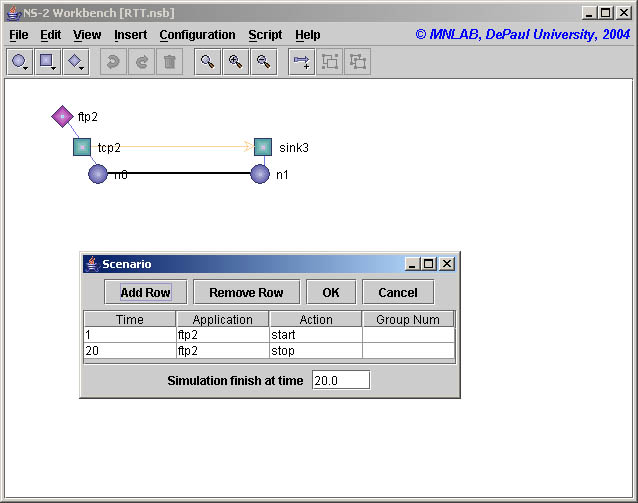 NS-2 Workbench [RTT.nsb]
File Edit View Insert Configuration Script Help © MNLAB, DePaul University, 2004
ftp2
tcp2 sink3
n0 n1
Scenario
Add Row Remove Row OK Cancel
Time Application Action Group Num
1 ftp2 start
20 ftp2 stop
Simulation finish at time 20.0